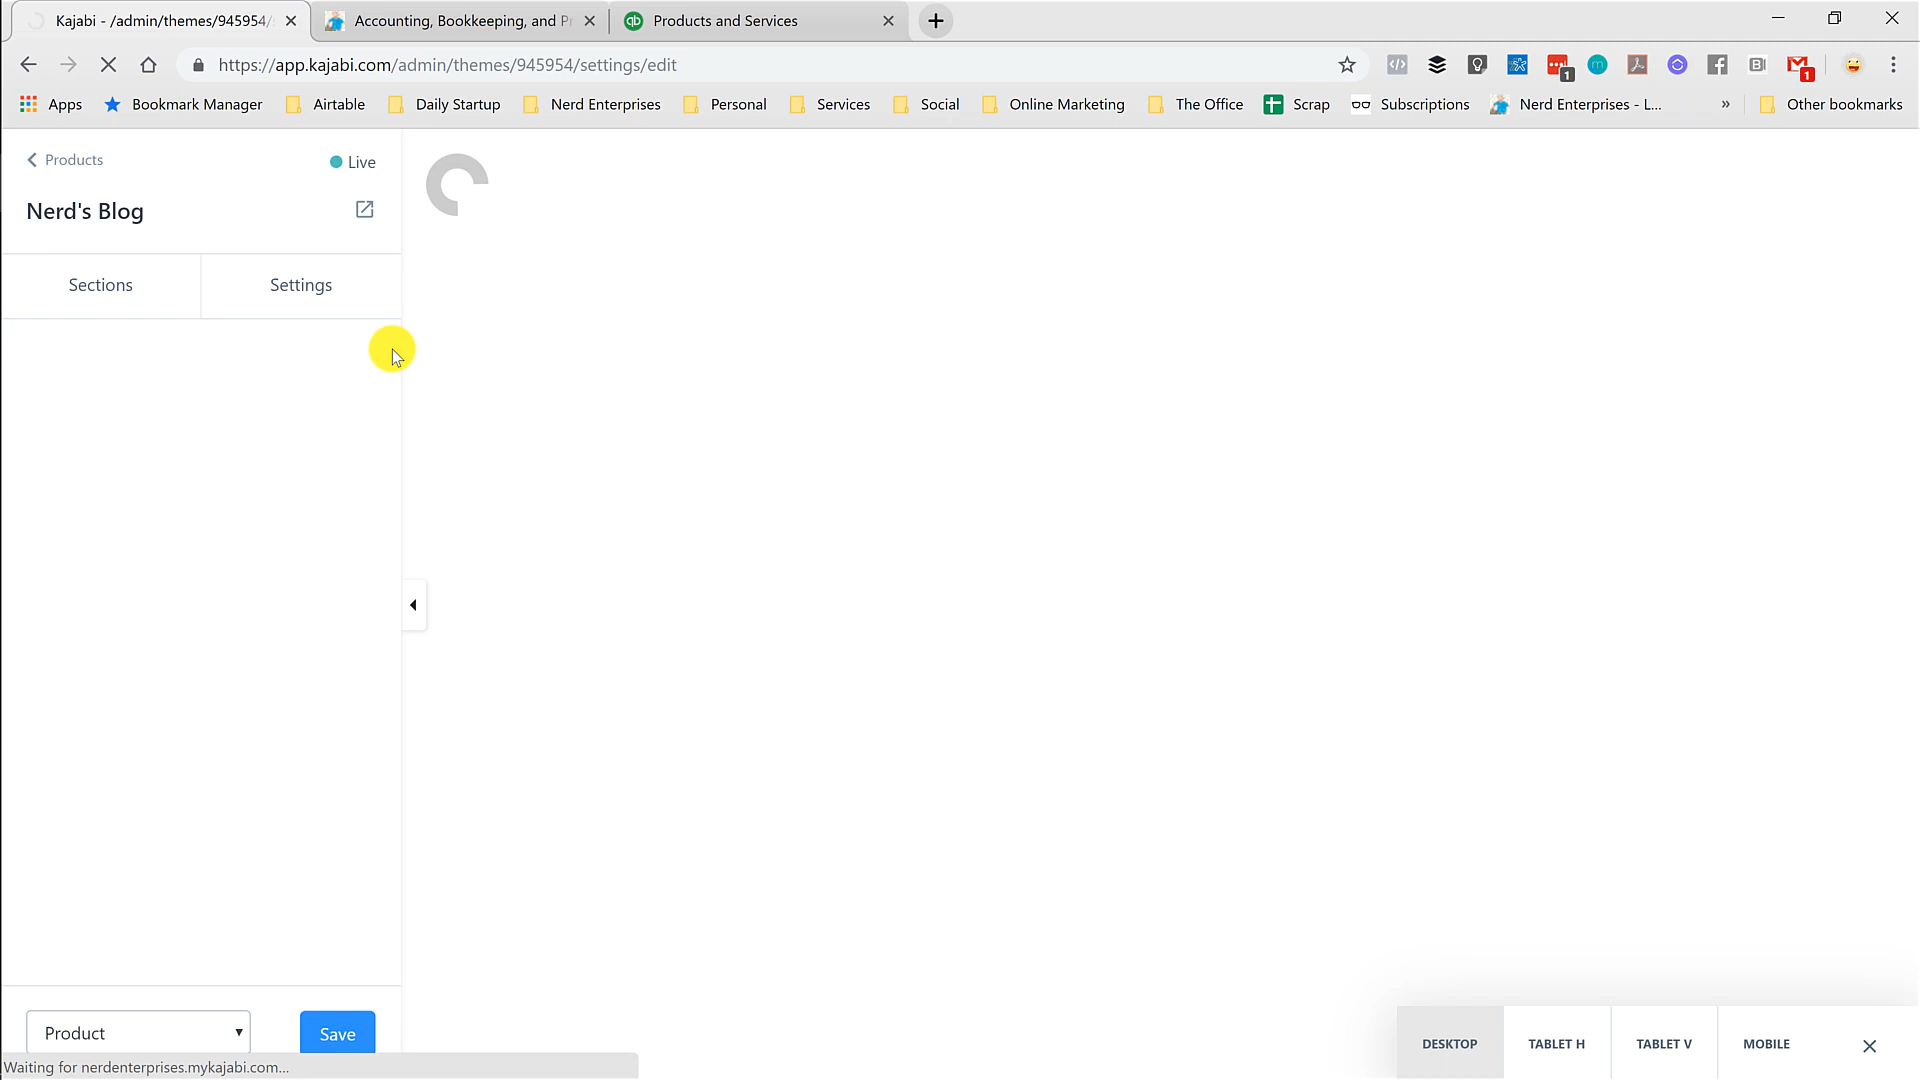 Kajabi - /admin/themes/945954/
Accounting, Bookkeeping, and Pr
Products and Services
https://app.kajabi.com/admin/themes/945954/settings/edit
1
1
Apps
Bookmark Manager
Airtable
Daily Startup
Nerd Enterprises
Personal
Services
Social
Online Marketing
The Office
Scrap
Subscriptions
Nerd Enterprises - L...
»
Other bookmarks
Products
Live
Nerd's Blog
Sections
Settings
Product
Save
Waiting for nerdenterprises.mykajabi.com...
DESKTOP
TABLET H
TABLET V
MOBILE